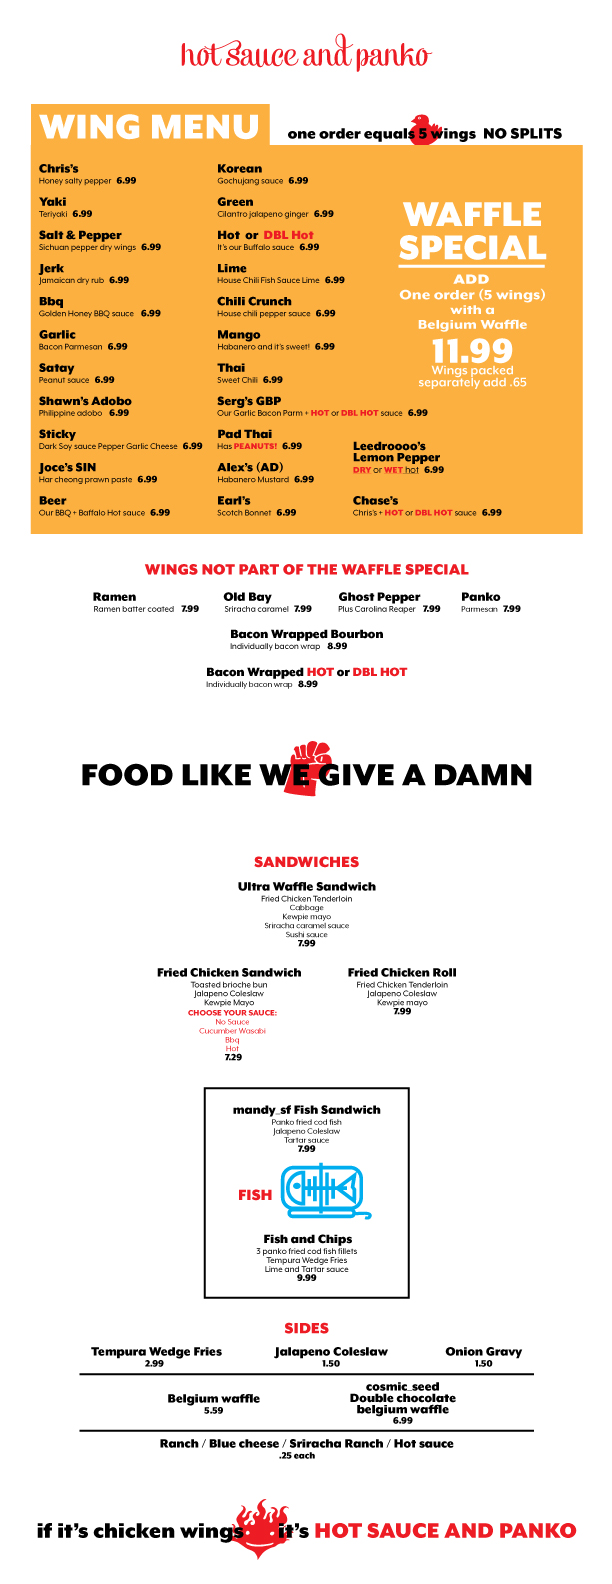 hot sauce and panko
WING MENU
one order equals 5 wings NO SPLITS
Chris's
Honey salty pepper 6.99
Yaki
Teriyaki 6.99
Salt & Pepper
Sichuan pepper dry wings 6.99
Jerk
Jamaican dry rub 6.99
Bbq
Golden Honey BBQ sauce 6.99
Garlic
Bacon Parmesan 6.99
Satay
Peanut sauce 6.99
Shawn's Adobo
Philippine adobo 6.99
Sticky
Dark Soy sauce Pepper Garlic Cheese 6.99
Joce's SIN
Har cheong prawn paste 6.99
Beer
Our BBQ + Baffalo Hot sauce 6.99
Korean
Gochujang sauce 6.99
Green
Cilantro jalapeno ginger 6.99
Hot or DBL Hot
It's our Buffalo sauce 6.99
Lime
House Chili Fish Sauce Lime 6.99
Chili Crunch
House chili pepper sauce 6.99
Mango
Habanero and it's sweet! 6.99
Thai
Sweet Chili 6.99
Serg's GBP
Our Garlic Bacon Parm + HOT or DBL HOT sauce 6.99
Pad Thai
Has PEANUTS! 6.99
Alex's (AD)
Habanero Mustard 6.99
Earl's
Scotch Bonnet 6.99
Leedroooo's
Lemon Pepper
DRY or WET hot 6.99
Chase's
Chris's + HOT or DBL HOT sauce 6.99
WAFFLE
SPECIAL
ADD
One order (5 wings)
with a
Belgium Waffle
11.99
Wings packed
separately add .65
WINGS NOT PART OF THE WAFFLE SPECIAL
Ramen
Ramen batter coated 7.99
Old Bay
Sriracha caramel 7.99
Ghost Pepper
Plus Carolina Reaper 7.99
Panko
Parmesan 7.99
Bacon Wrapped Bourbon
Individually bacon wrap 8.99
Bacon Wrapped HOT or DBL HOT
Individually bacon wrap 8.99
FOOD LIKE WE GIVE A DAMN
SANDWICHES
Ultra Waffle Sandwich
Fried Chicken Tenderloin
Cabbage
Kewpie mayo
Sriracha caramel sauce
Sushi sauce
7.99
Fried Chicken Sandwich
Toasted brioche bun
Jalapeno Coleslaw
Kewpie Mayo
CHOOSE YOUR SAUCE:
No Sauce
Cucumber Wasabi
Bbq
Hot
7.29
Fried Chicken Roll
Fried Chicken Tenderloin
Jalapeno Coleslaw
Kewpie mayo
7.99
mandy_sf Fish Sandwich
Panko fried cod fish
Jalapeno Coleslaw
Tartar sauce
7.99
FISH
Fish and Chips
3 panko fried cod fish fillets
Tempura Wedge Fries
Lime and Tartar sauce
9.99
SIDES
Tempura Wedge Fries
2.99
Jalapeno Coleslaw
1.50
Onion Gravy
1.50
Belgium waffle
5.59
cosmic_seed
Double chocolate
belgium waffle
6.99
Ranch / Blue cheese / Sriracha Ranch / Hot sauce
.25 each
if it's chicken wings it's HOT SAUCE AND PANKO